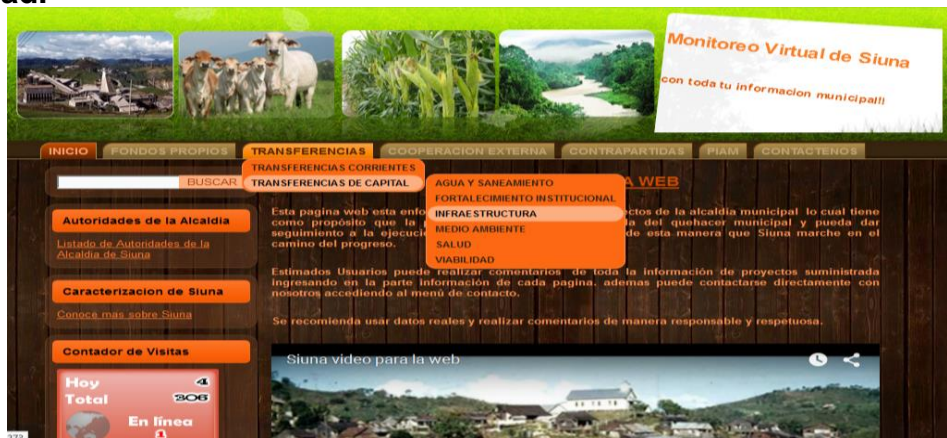 Monitoreo Virtual de Siuna
con toda tu informacion municipal!!
INICIO FONDOS PROPIOS TRANSFERENCIAS COOPERACION EXTERNA CONTRAPARTIDAS PIAM CONTACTENOS
TRANSFERENCIAS CORRIENTES
TRANSFERENCIAS DE CAPITAL
AGUA Y SANEAMIENTO
FORTALECIMIENTO INSTITUCIONAL
INFRAESTRUCTURA
MEDIO AMBIENTE
SALUD
VIABILIDAD
BUSCAR
A WEB
Autoridades de la Alcaldia
Listado de Autoridades de la
Alcaldia de Siuna
Caracterizacion de Siuna
Conoce mas sobre Siuna
Contador de Visitas
Hoy 4
Total 306
En línea
1
Esta pagina web esta enfo ctos de la alcaldía municipal lo cual tiene
como propósito que la p a del quehacer municipal y pueda dar
seguimiento a la ejecuci de esta manera que Siuna marche en el
camino del progreso.
Estimados Usuarios puede realizar comentarios de toda la información de proyectos suministrada
ingresando en la parte información de cada pagina. ademas puede contactarse directamente con
nosotros accediendo al menú de contacto.
Se recomienda usar datos reales y realizar comentarios de manera responsable y respetuosa.
Siuna video para la web